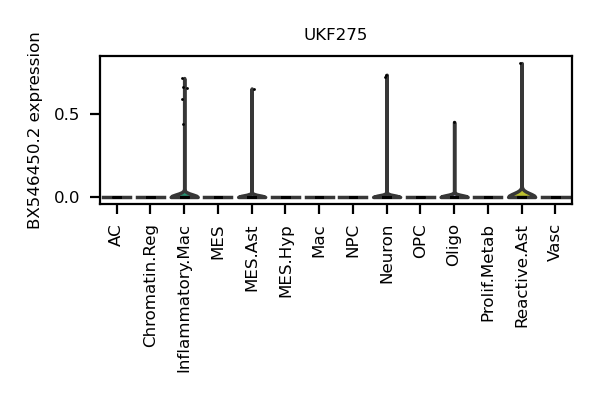 UKF275
BX546450.2 expression
0.5
0.0
AC
Chromatin.Reg
Inflammatory.Mac
MES
MES.Ast
MES.Hyp
Mac
NPC
Neuron
OPC
Oligo
Prolif.Metab
Reactive.Ast
Vasc